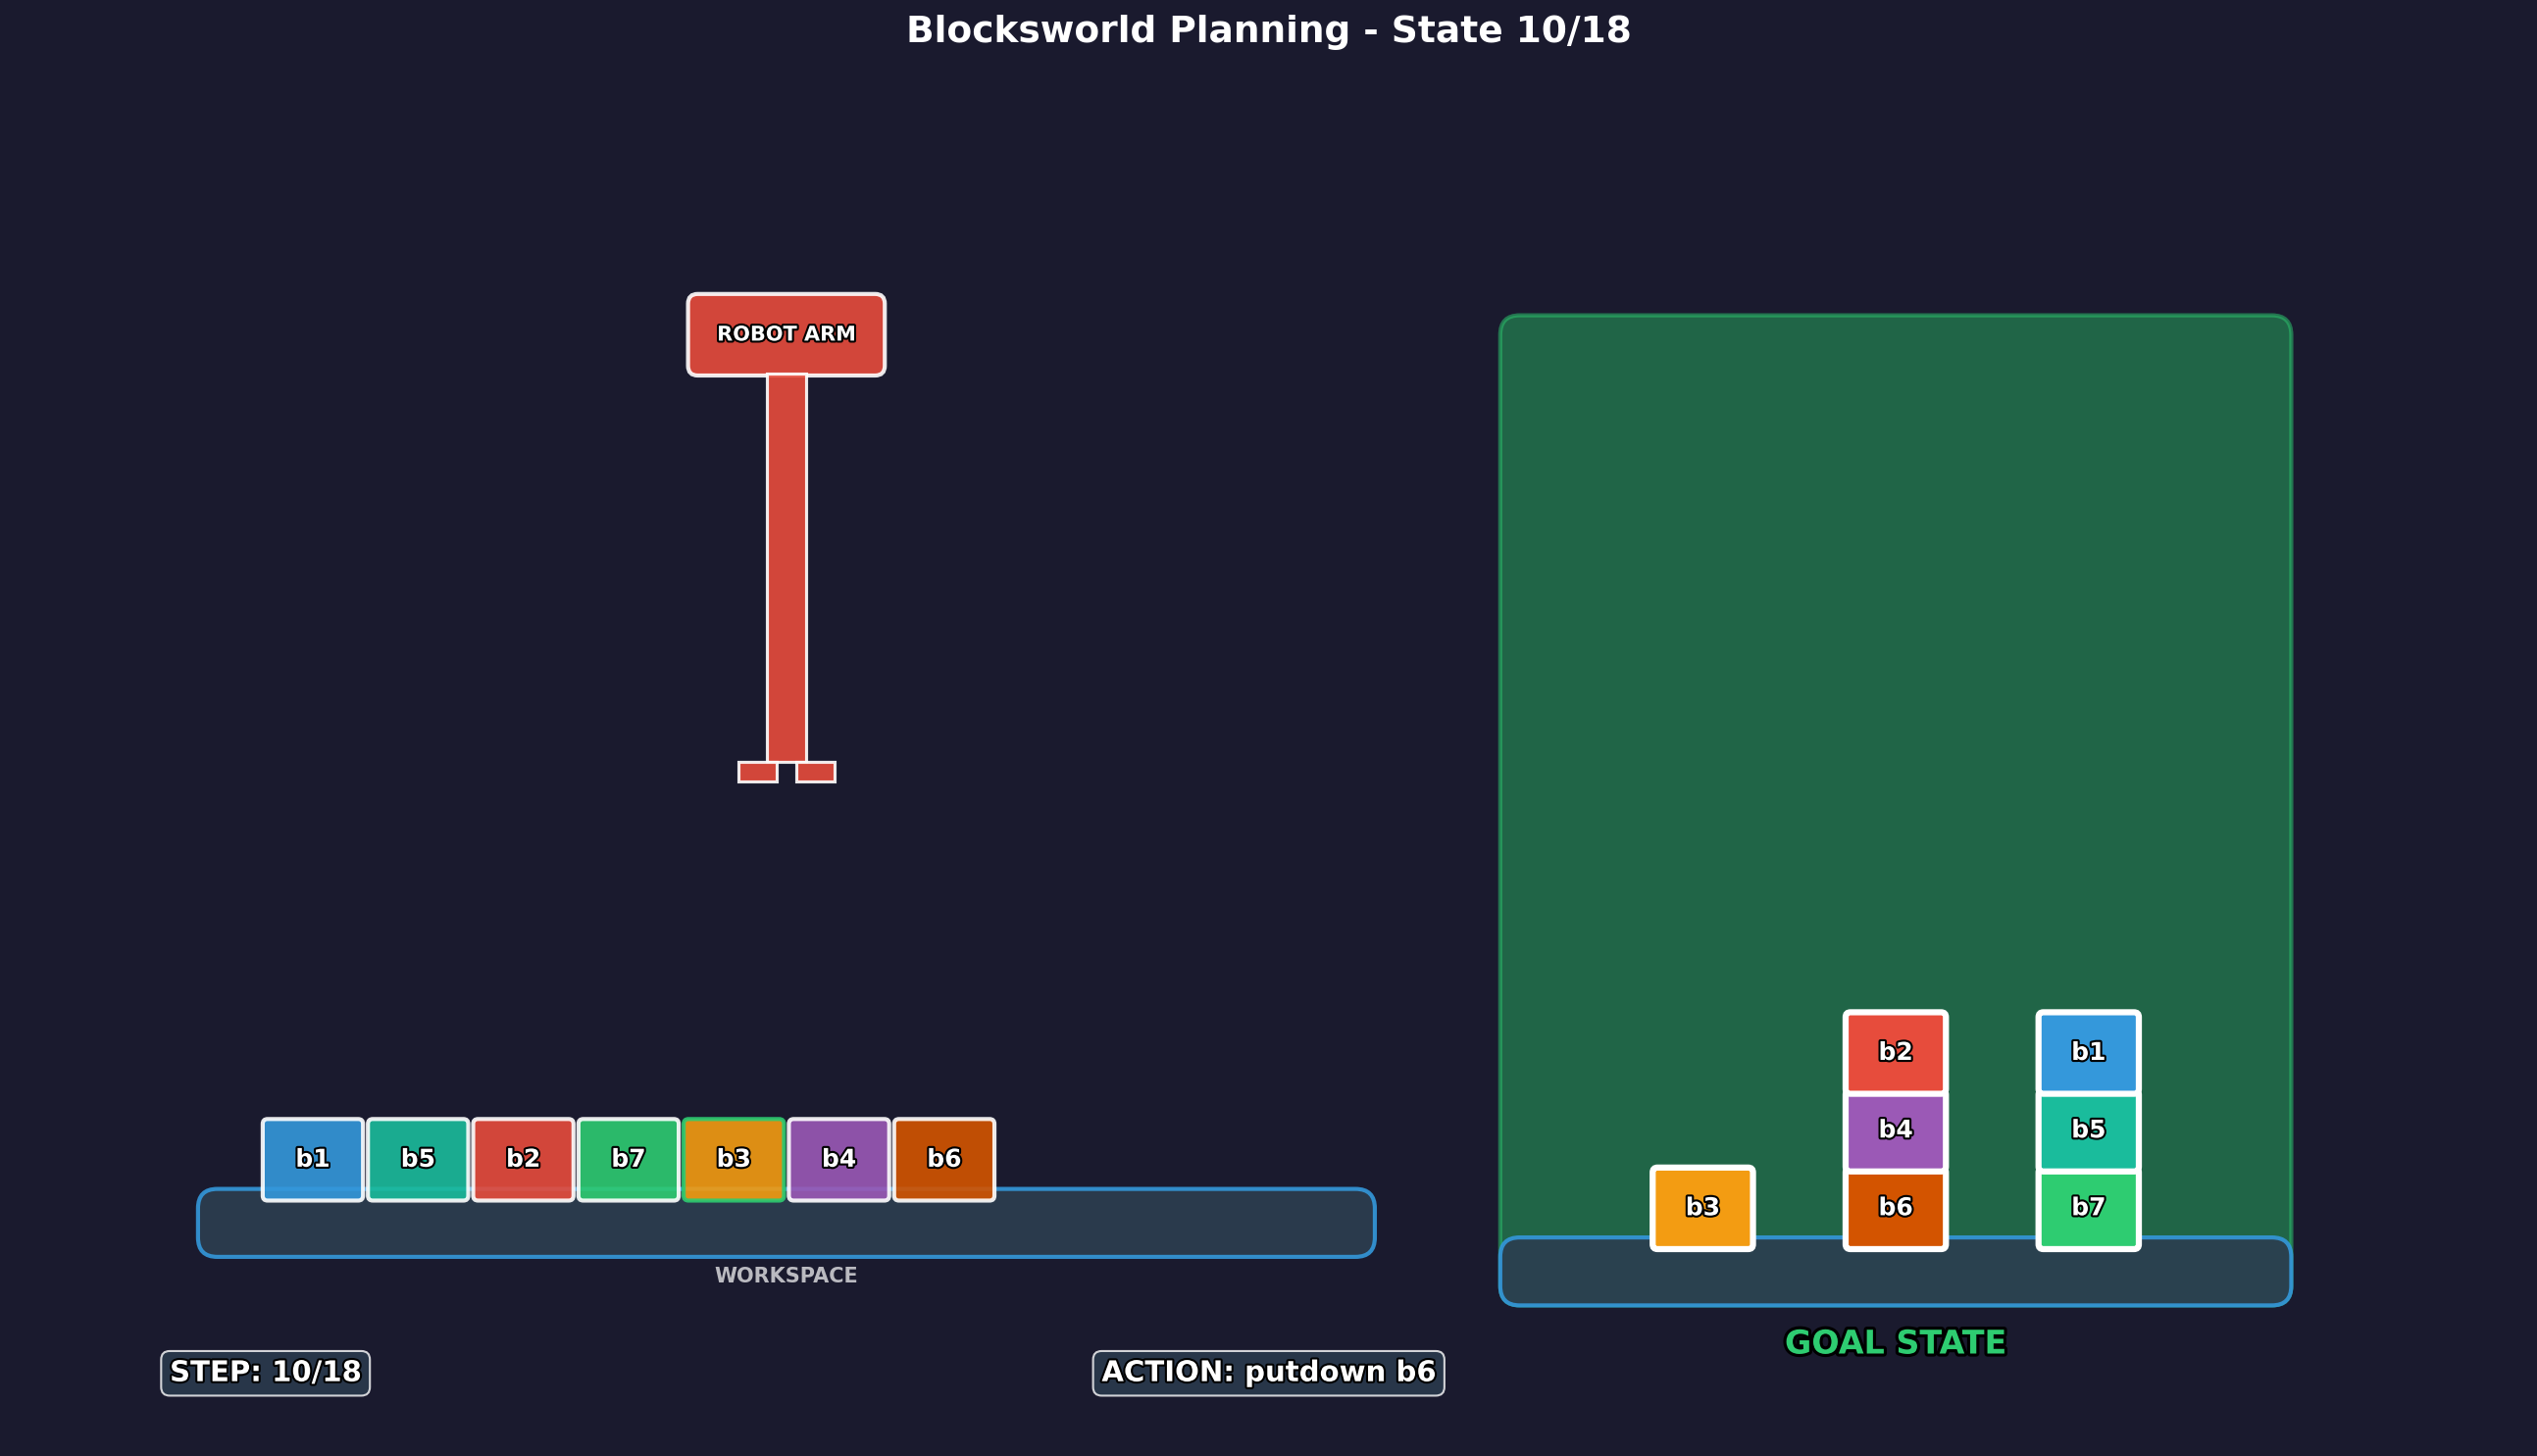 Blocksworld Planning - State 10/18
ROBOT ARM
b1 b5 b2 b7 b3 b4 b6
WORKSPACE
b2 b1
b4 b5
b3 b6 b7
GOAL STATE
STEP: 10/18
ACTION: putdown b6